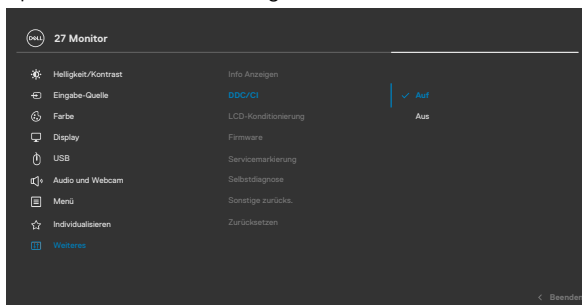 DELL
27 Monitor
Helligkeit/Kontrast
Eingabe-Quelle
Farbe
Display
USB
Audio und Webcam
Menü
Individualisieren
Weiteres
Info Anzeigen
DDC/CI
LCD-Konditionierung
Firmware
Servicemarkierung
Selbstdiagnose
Sonstige zurücks.
Zurücksetzen
Auf
Aus
Beenden